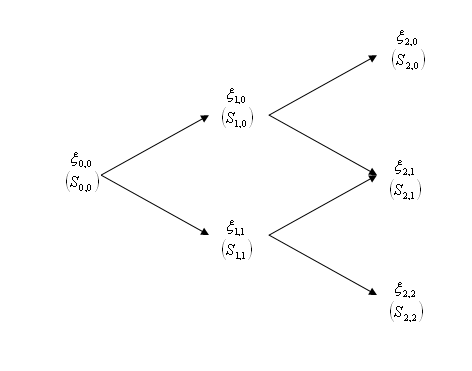 ξ₂,₀
(S₂,₀)
ξ₁,₀
(S₁,₀)
ξ₀,₀
(S₀,₀)
ξ₂,₁
(S₂,₁)
ξ₁,₁
(S₁,₁)
ξ₂,₂
(S₂,₂)